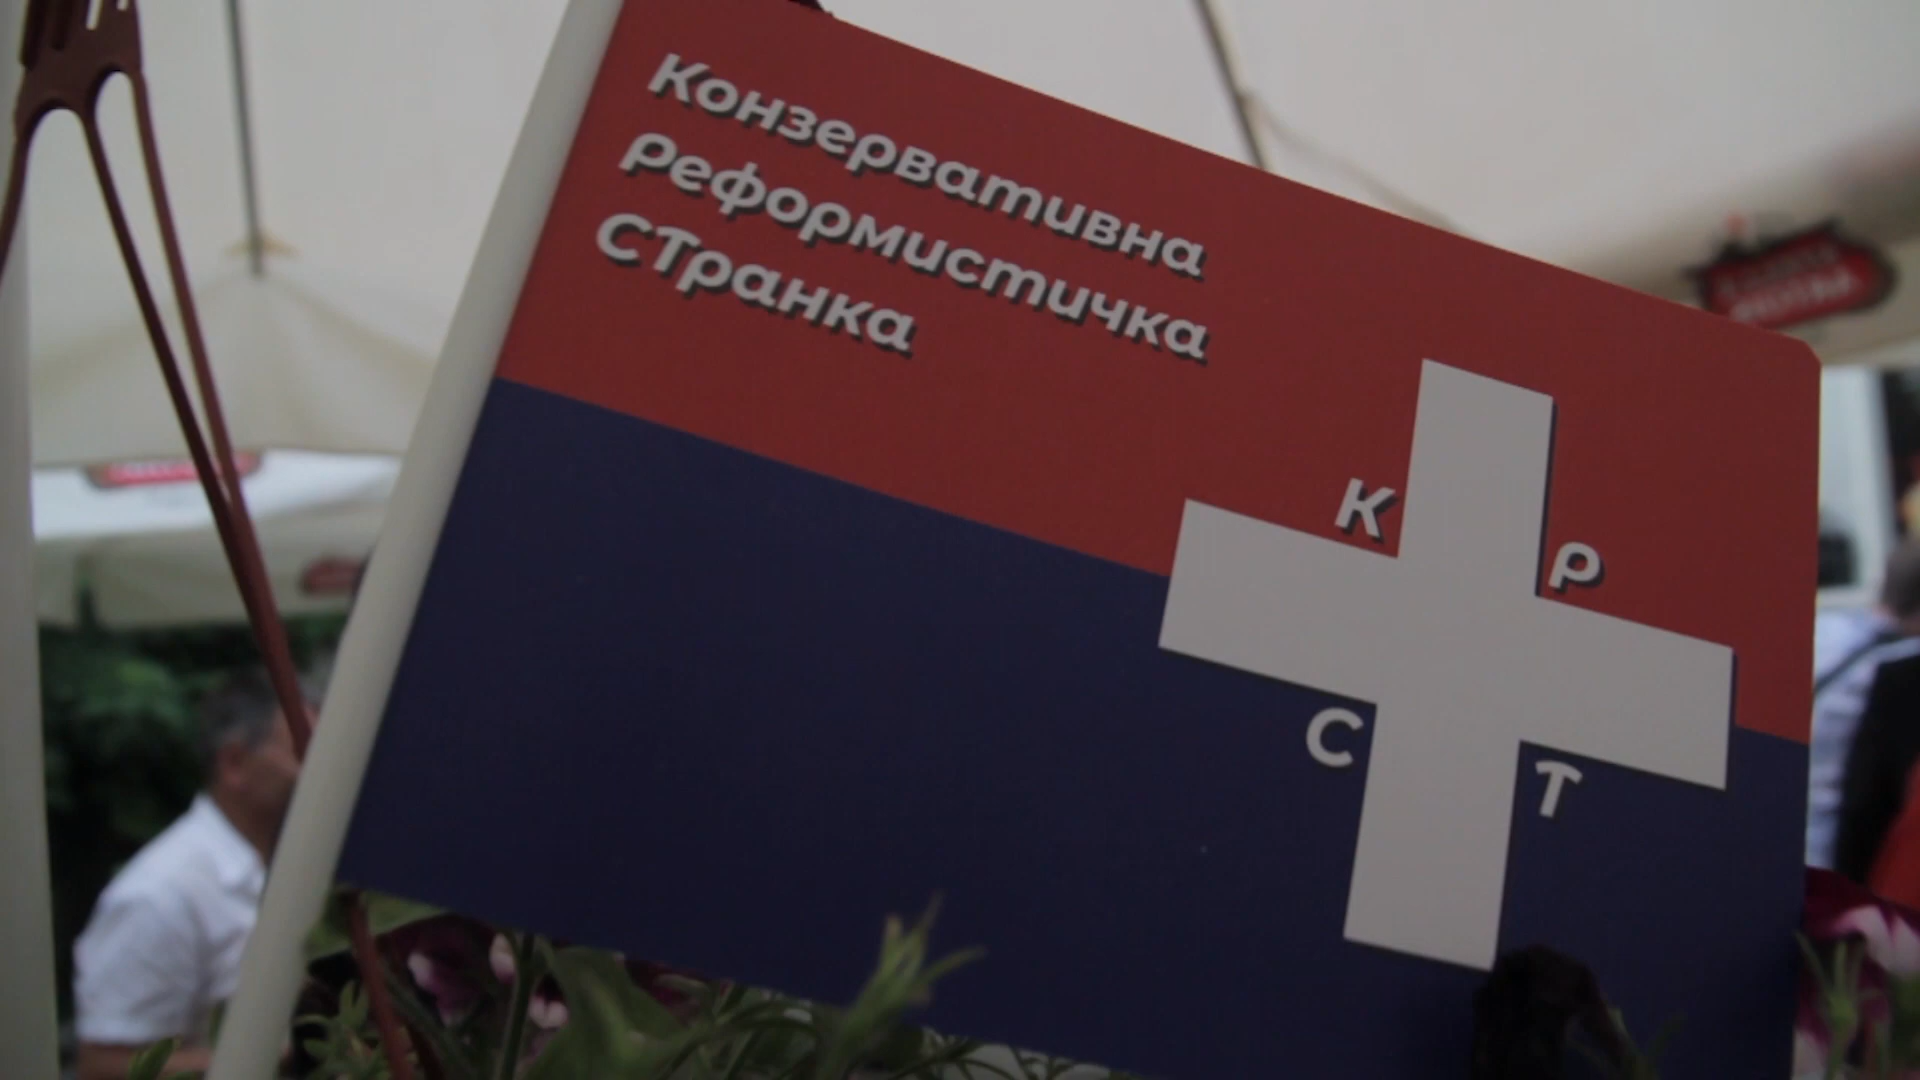 Конзервативна
Реформистичка
СТранка
К
Р
С
Т